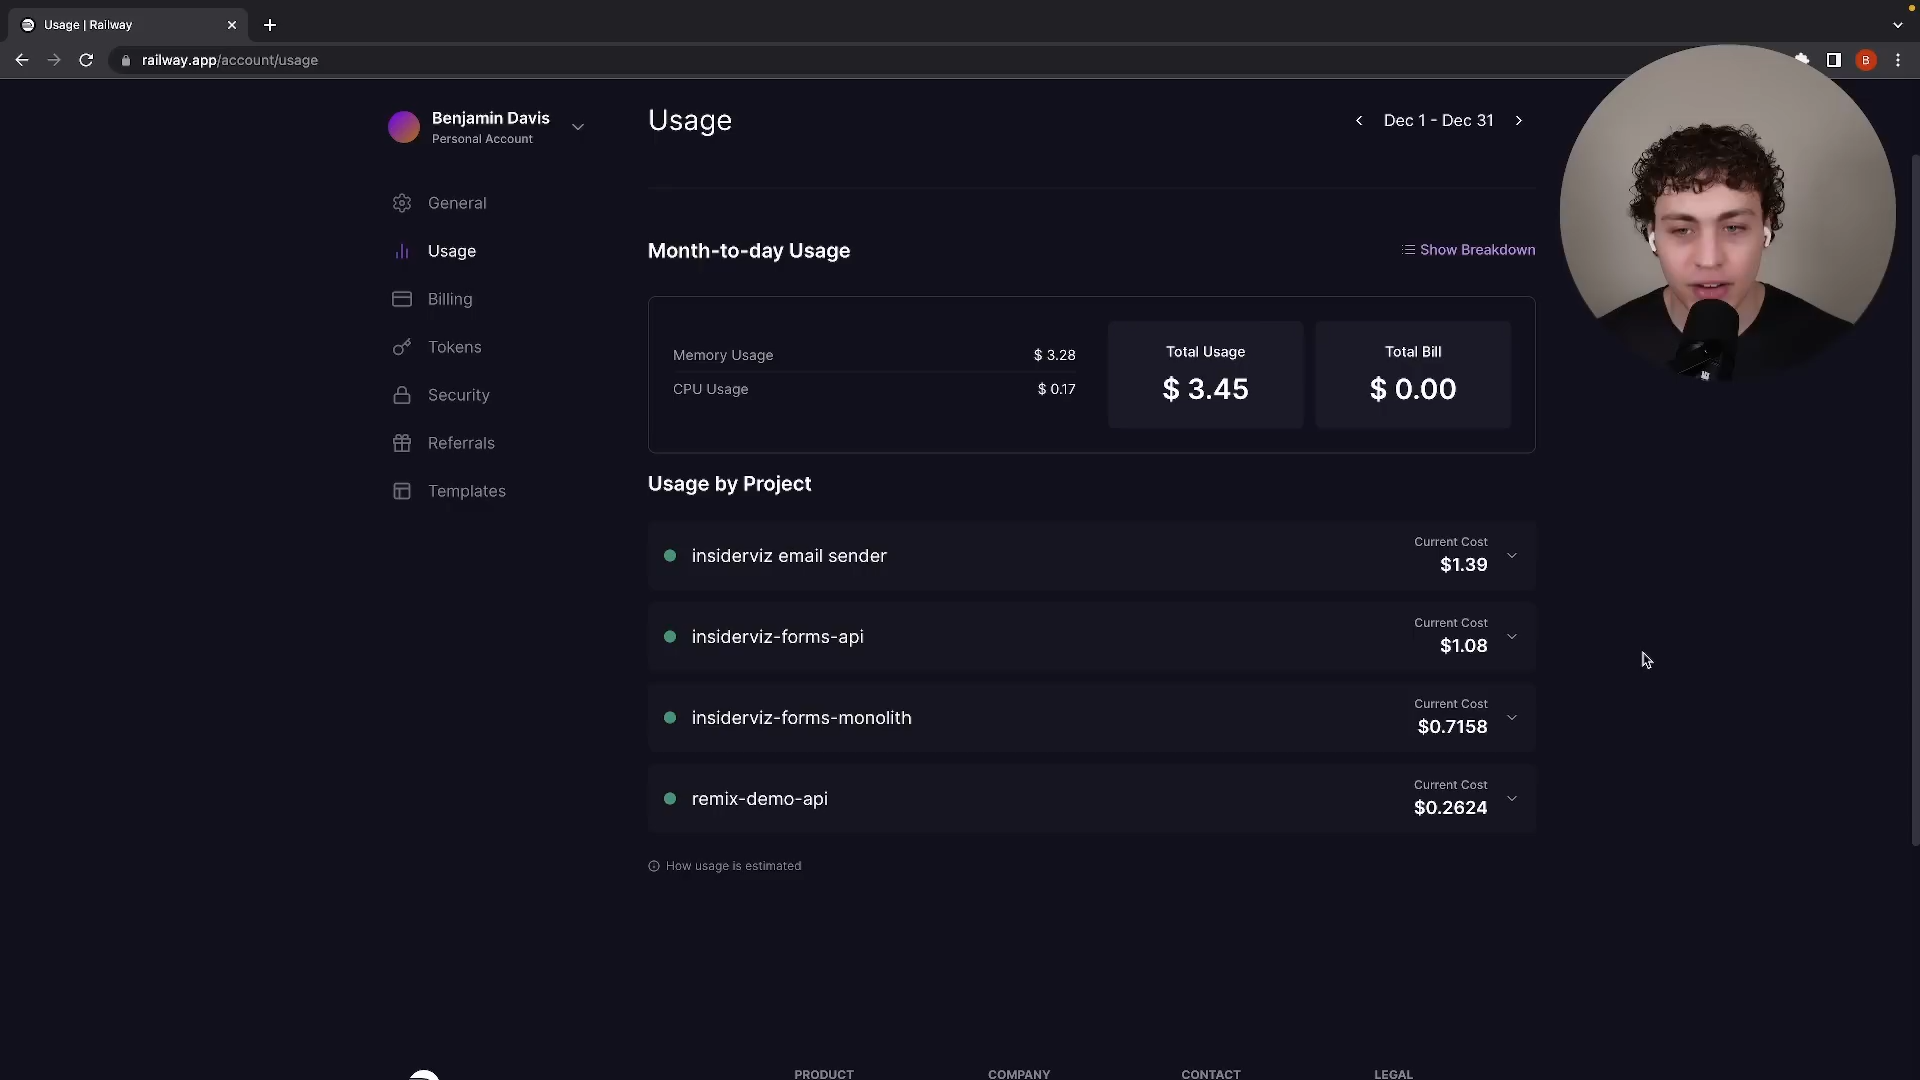 Usage | Railway
railway.app/account/usage
B
Benjamin Davis
Personal Account
General
Usage
Billing
Tokens
Security
Referrals
Templates
Usage
Dec 1 - Dec 31
Month-to-day Usage
Show Breakdown
Memory Usage $ 3.28
CPU Usage $ 0.17
Total Usage
$ 3.45
Total Bill
$ 0.00
Usage by Project
insiderviz email sender
Current Cost
$1.39
insiderviz-forms-api
Current Cost
$1.08
insiderviz-forms-monolith
Current Cost
$0.7158
remix-demo-api
Current Cost
$0.2624
How usage is estimated
PRODUCT COMPANY CONTACT LEGAL